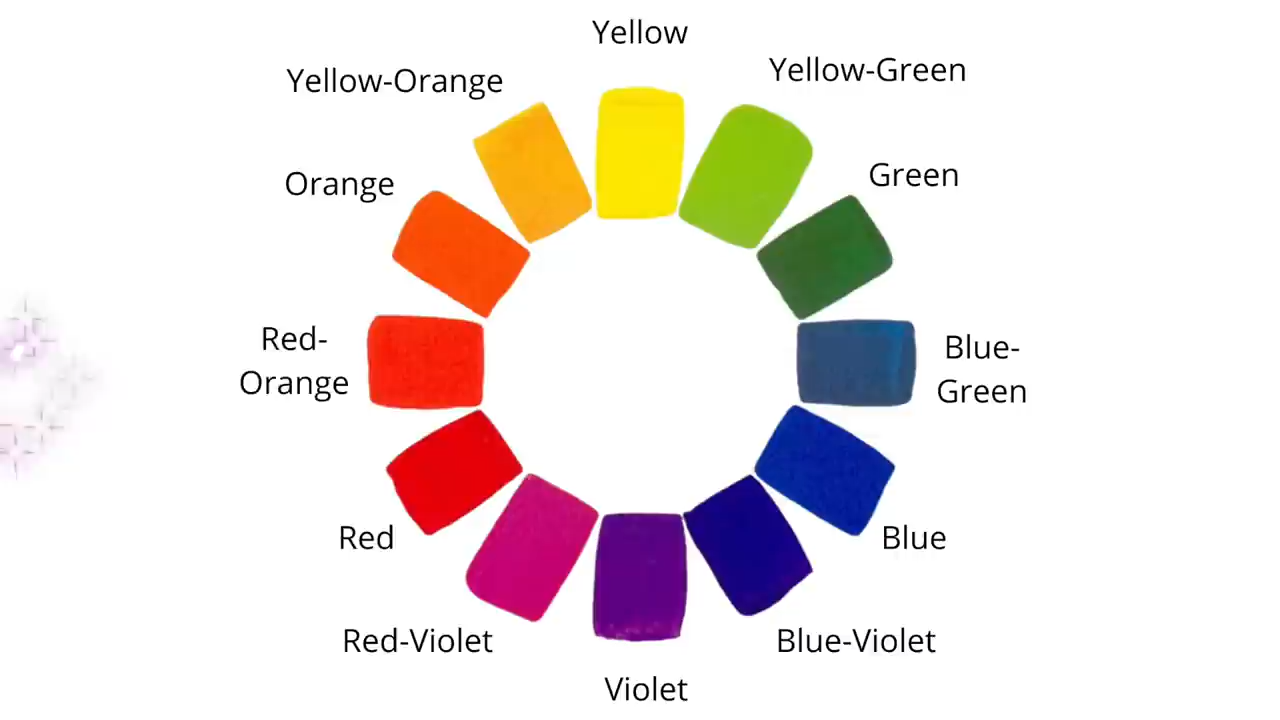 Yellow
Yellow-Orange
Yellow-Green
Orange
Green
Red-
Orange
Blue-
Green
Red
Blue
Red-Violet
Blue-Violet
Violet